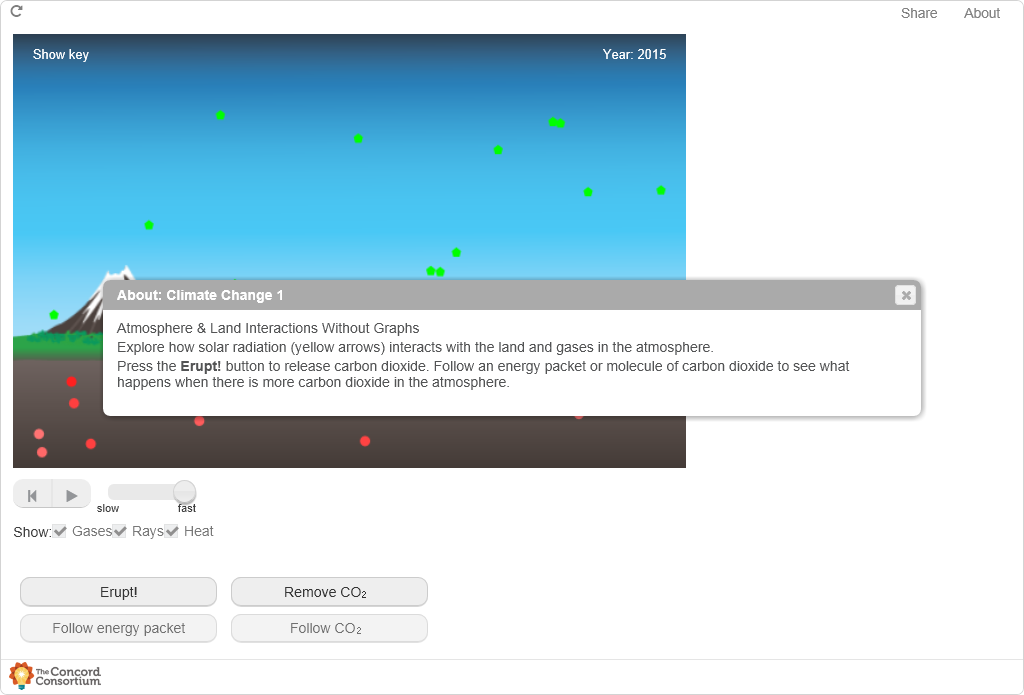 Share About
Show key Year: 2015
About: Climate Change 1
Atmosphere & Land Interactions Without Graphs
Explore how solar radiation (yellow arrows) interacts with the land and gases in the atmosphere.
Press the Erupt! button to release carbon dioxide. Follow an energy packet or molecule of carbon dioxide to see what
happens when there is more carbon dioxide in the atmosphere.
slow fast
Show: Gases Rays Heat
Erupt! Remove CO₂
Follow energy packet Follow CO₂
The Concord
Consortium